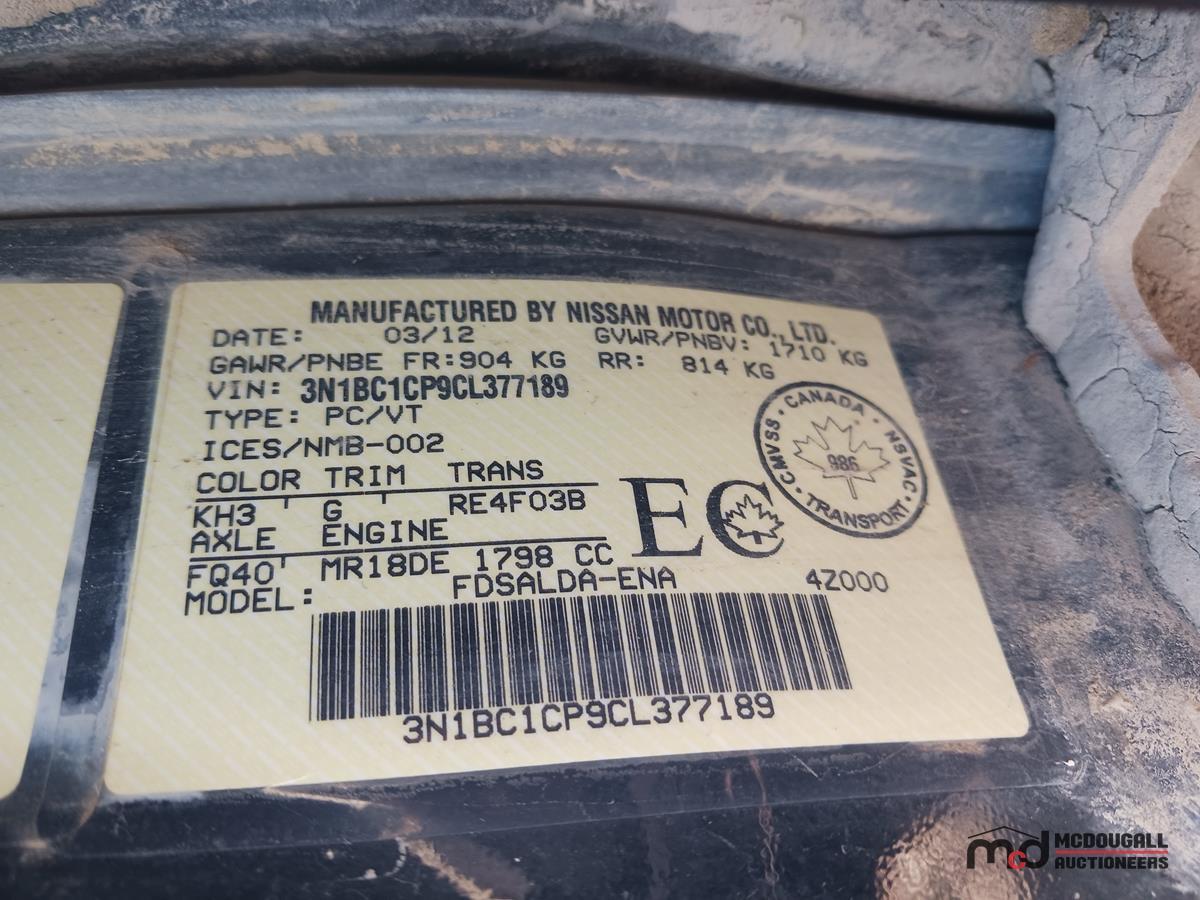 MANUFACTURED BY NISSAN MOTOR CO., LTD.
DATE: 03/12 GVWR/PNBV: 1710 KG
GAWR/PNBE FR:904 KG RR: 814 KG
VIN: 3N1BC1CP9CL377189
TYPE: PC/VT
ICES/NMB-002
COLOR TRIM TRANS
KH3 ' G ' RE4F03B
AXLE ENGINE
FQ40' MR18DE 1798 CC
MODEL: FDSALDA-ENA 4Z000
EC
CANADA · NSVAC · TRANSPORT · CMVSS ·
986
3N1BC1CP9CL377189
mcd MCDOUGALL
AUCTIONEERS